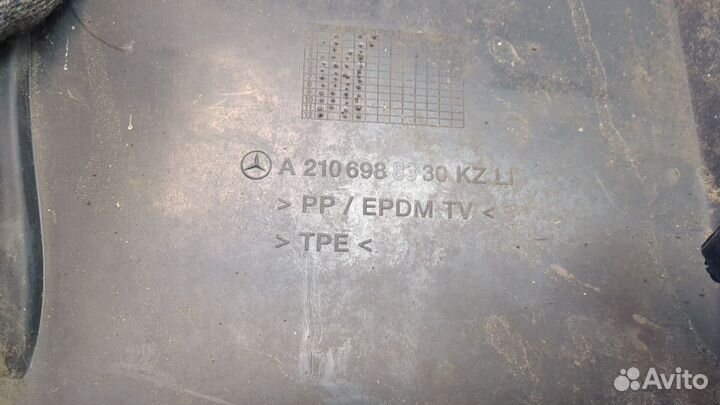 A 210 698 83 30 KZ LI
> PP / EPDM TV <
> TPE <
Avito